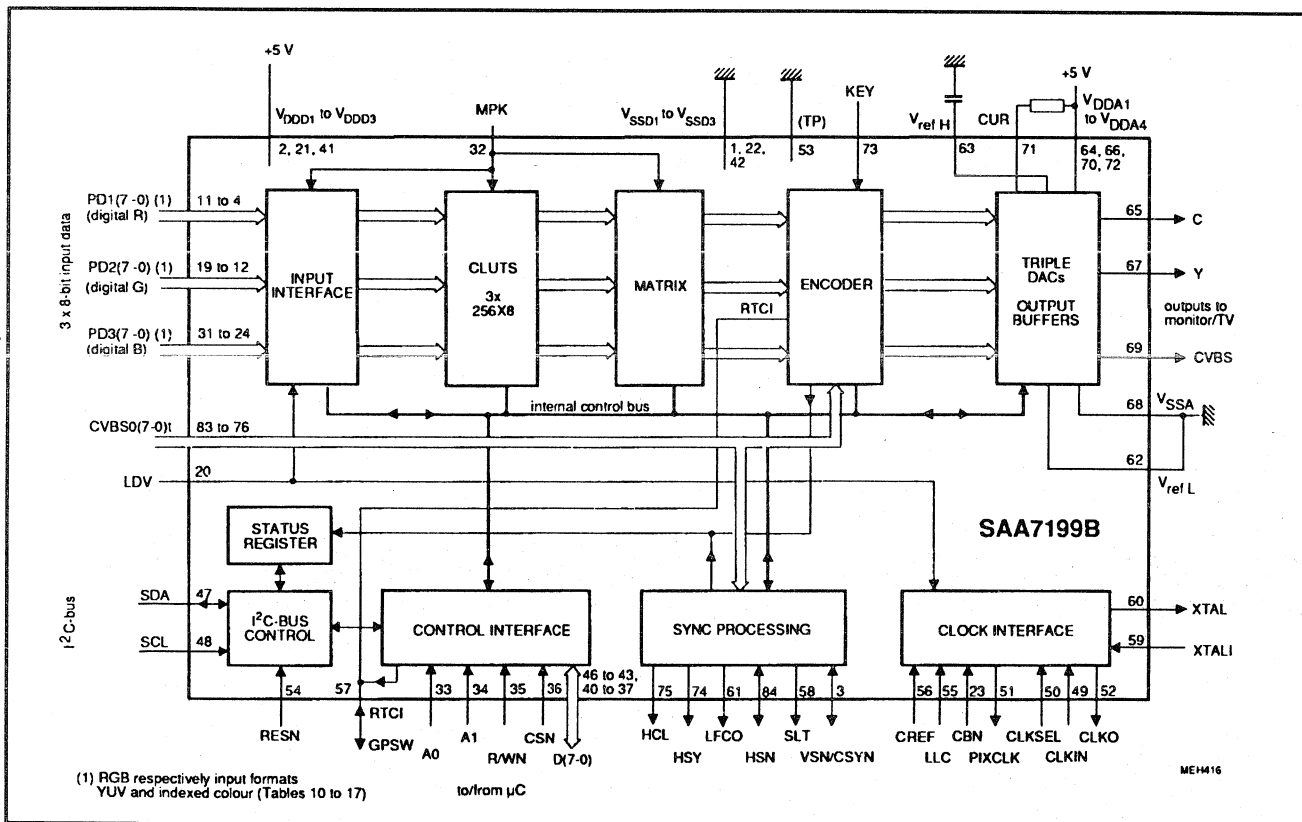 +5 V
+5 V
VDDD1 to VDDD3
MPK
VSSD1 to VSSD3
(TP)
KEY
Vref H
CUR
VDDA1
to VDDA4
2, 21, 41
32
1, 22,
42
53
73
63
71
64, 66,
70, 72
3 x 8-bit input data
PD1(7 -0) (1)
(digital R)
11 to 4
PD2(7 -0) (1)
(digital G)
19 to 12
PD3(7 -0) (1)
(digital B)
31 to 24
INPUT
INTERFACE
CLUTS
3x
256X8
MATRIX
RTCI
ENCODER
TRIPLE
DACs
OUTPUT
BUFFERS
65
C
67
Y
outputs to
monitor/TV
69
CVBS
internal control bus
VSSA
68
CVBS0(7-0)t
83 to 76
LDV
20
62
Vref L
STATUS
REGISTER
SAA7199B
I2C-bus
SDA
47
SCL
48
I2C-BUS
CONTROL
CONTROL INTERFACE
SYNC PROCESSING
CLOCK INTERFACE
60
XTAL
59
XTALI
54
57
33
34
35
36
46 to 43,
40 to 37
75
74
61
84
58
3
56
55
23
51
50
49
52
RESN
RTCI
GPSW
A0
A1
R/WN
CSN
D(7-0)
HCL
HSY
LFCO
HSN
SLT
VSN/CSYN
CREF
LLC
CBN
PIXCLK
CLKSEL
CLKIN
CLKO
(1) RGB respectively input formats
YUV and indexed colour (Tables 10 to 17)
to/from µC
MEH416